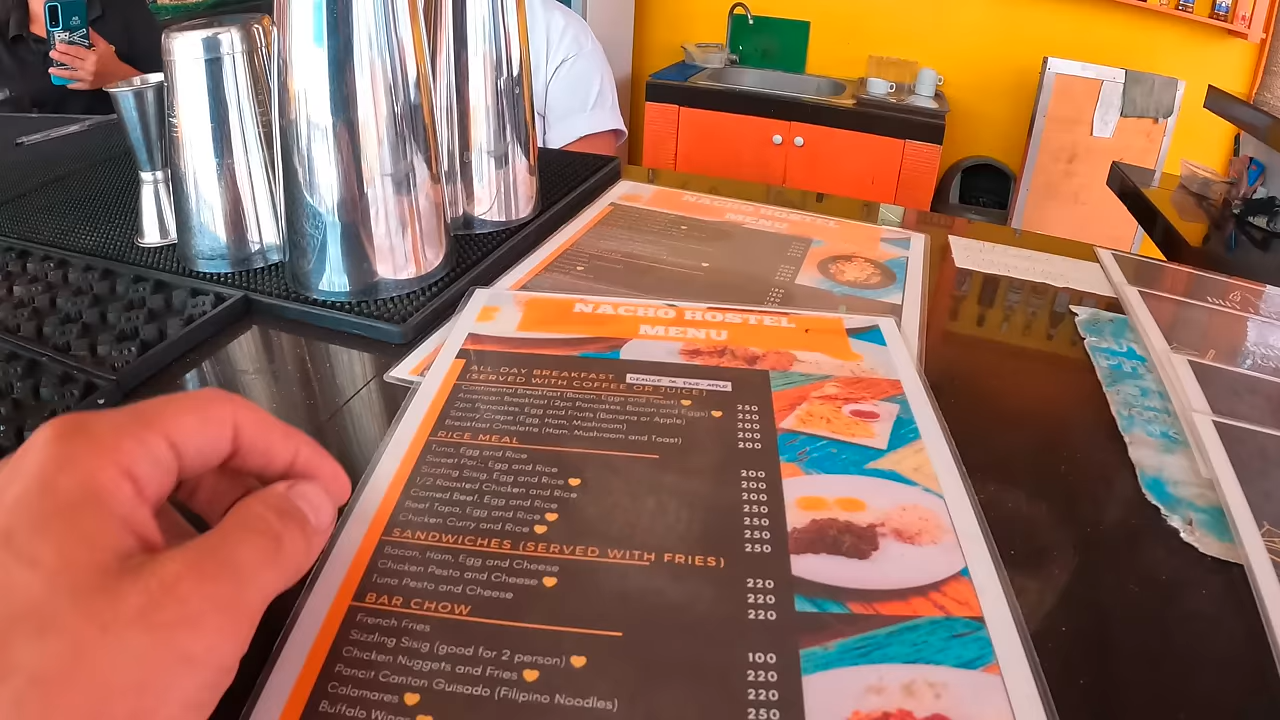 NACHO HOSTEL
MENU
NACHO HOSTEL
MENU
ALL-DAY BREAKFAST
(SERVED WITH COFFEE OR JUICE)
ORANGE OR PINE-APPLE
Continental Breakfast (Bacon, Eggs and Toast) 250
American Breakfast (2pc Pancakes, Bacon and Eggs) 250
2pc Pancakes, Egg and Fruits (Banana or Apple) 200
Savory Crepe (Egg, Ham, Mushroom) 200
Breakfast Omelette (Ham, Mushroom and Toast) 200
RICE MEAL
Tuna, Egg and Rice 200
Sweet Pork, Egg and Rice 200
Sizzling Sisig, Egg and Rice 200
1/2 Roasted Chicken and Rice 250
Corned Beef, Egg and Rice 250
Beef Tapa, Egg and Rice 250
Chicken Curry and Rice 250
SANDWICHES (SERVED WITH FRIES)
Bacon, Ham, Egg and Cheese 220
Chicken Pesto and Cheese 220
Tuna Pesto and Cheese 220
BAR CHOW
French Fries 100
Sizzling Sisig (good for 2 person) 220
Chicken Nuggets and Fries 220
Pancit Canton Guisado (Filipino Noodles) 250
Calamares
Buffalo Wings